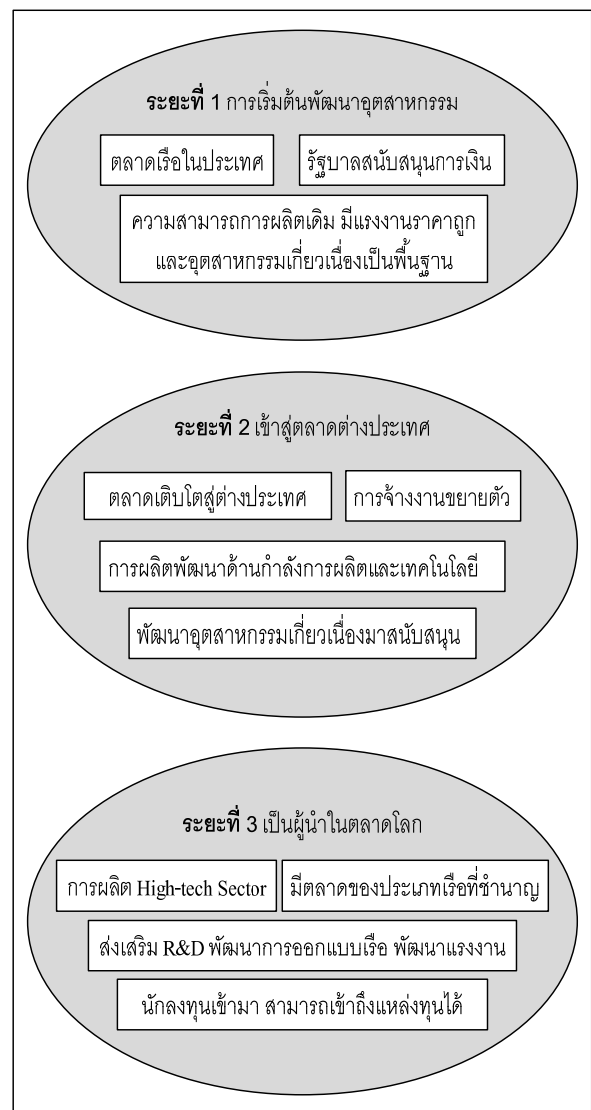 ระยะที่ 1 การเริ่มต้นพัฒนาอุตสาหกรรม
ตลาดเรือในประเทศ
รัฐบาลสนับสนุนการเงิน
ความสามารถการผลิตเดิม มีแรงงานราคาถูก
และอุตสาหกรรมเกี่ยวเนื่องเป็นพื้นฐาน
ระยะที่ 2 เข้าสู่ตลาดต่างประเทศ
ตลาดเติบโตสู่ต่างประเทศ
การจ้างงานขยายตัว
การผลิตพัฒนาด้านกำลังการผลิตและเทคโนโลยี
พัฒนาอุตสาหกรรมเกี่ยวเนื่องมาสนับสนุน
ระยะที่ 3 เป็นผู้นำในตลาดโลก
การผลิต High-tech Sector
มีตลาดของประเภทเรือที่ชำนาญ
ส่งเสริม R&D พัฒนาการออกแบบเรือ พัฒนาแรงงาน
นักลงทุนเข้ามา สามารถเข้าถึงแหล่งทุนได้